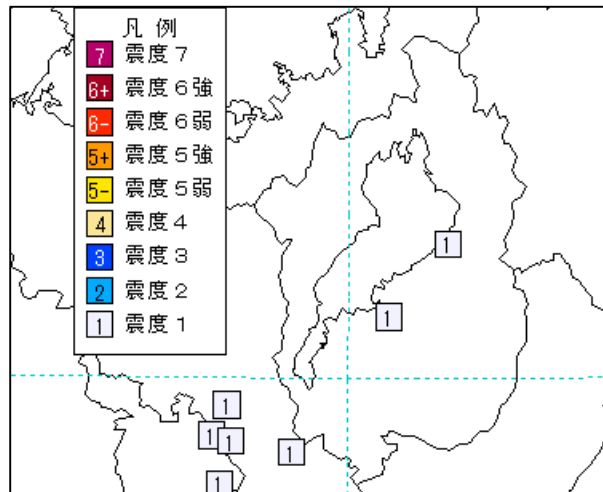 凡 例
7 震度７
6+ 震度６強
6- 震度６弱
5+ 震度５強
5- 震度５弱
4 震度４
3 震度３
2 震度２
1 震度１
1
1
1
1
1
1
1